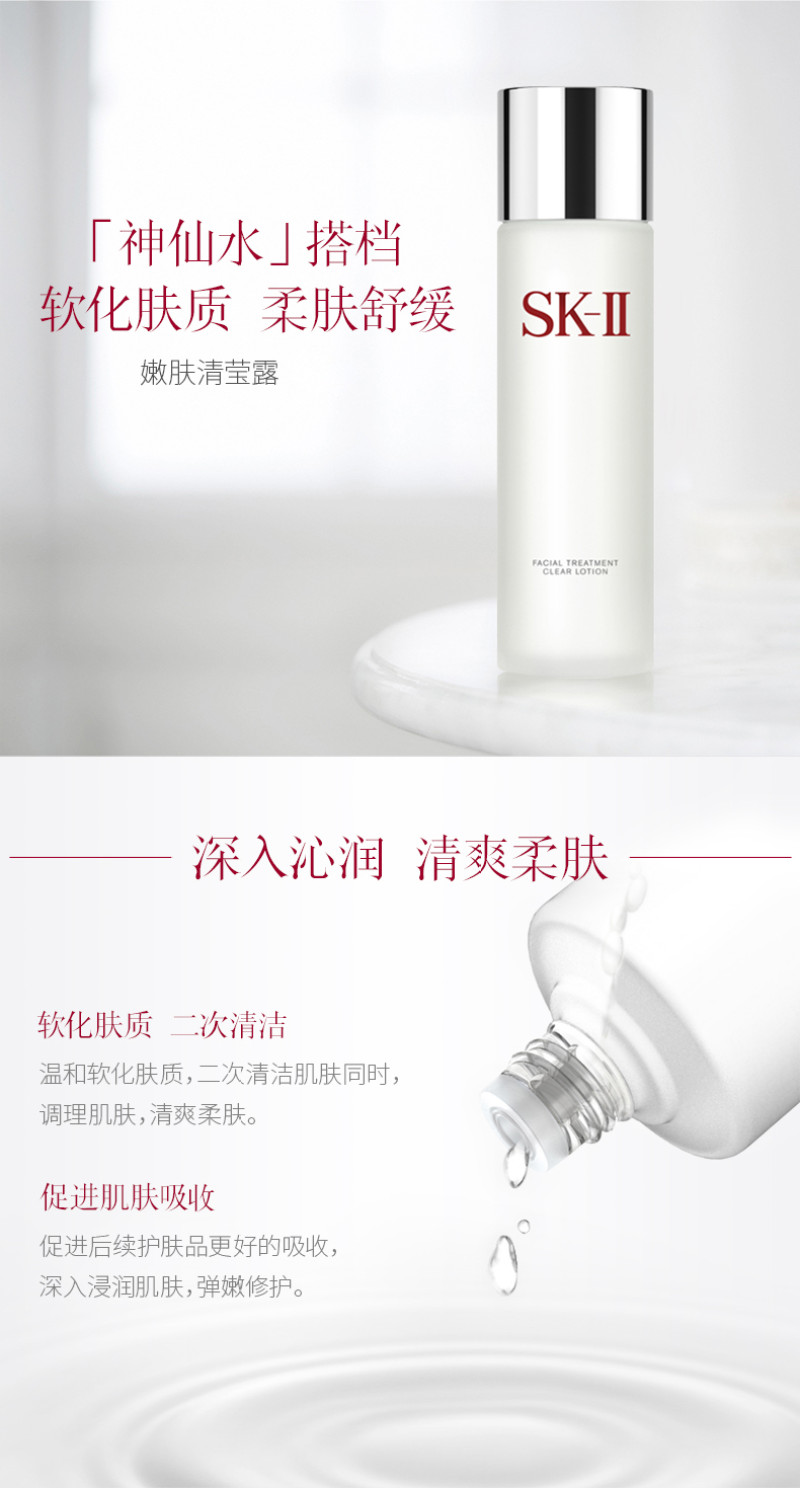 「神仙水」搭档
软化肤质 柔肤舒缓
嫩肤清莹露
SK-II
FACIAL TREATMENT
CLEAR LOTION
深入沁润 清爽柔肤
软化肤质 二次清洁
温和软化肤质，二次清洁肌肤同时，
调理肌肤，清爽柔肤。
促进肌肤吸收
促进后续护肤品更好的吸收，
深入浸润肌肤，弹嫩修护。